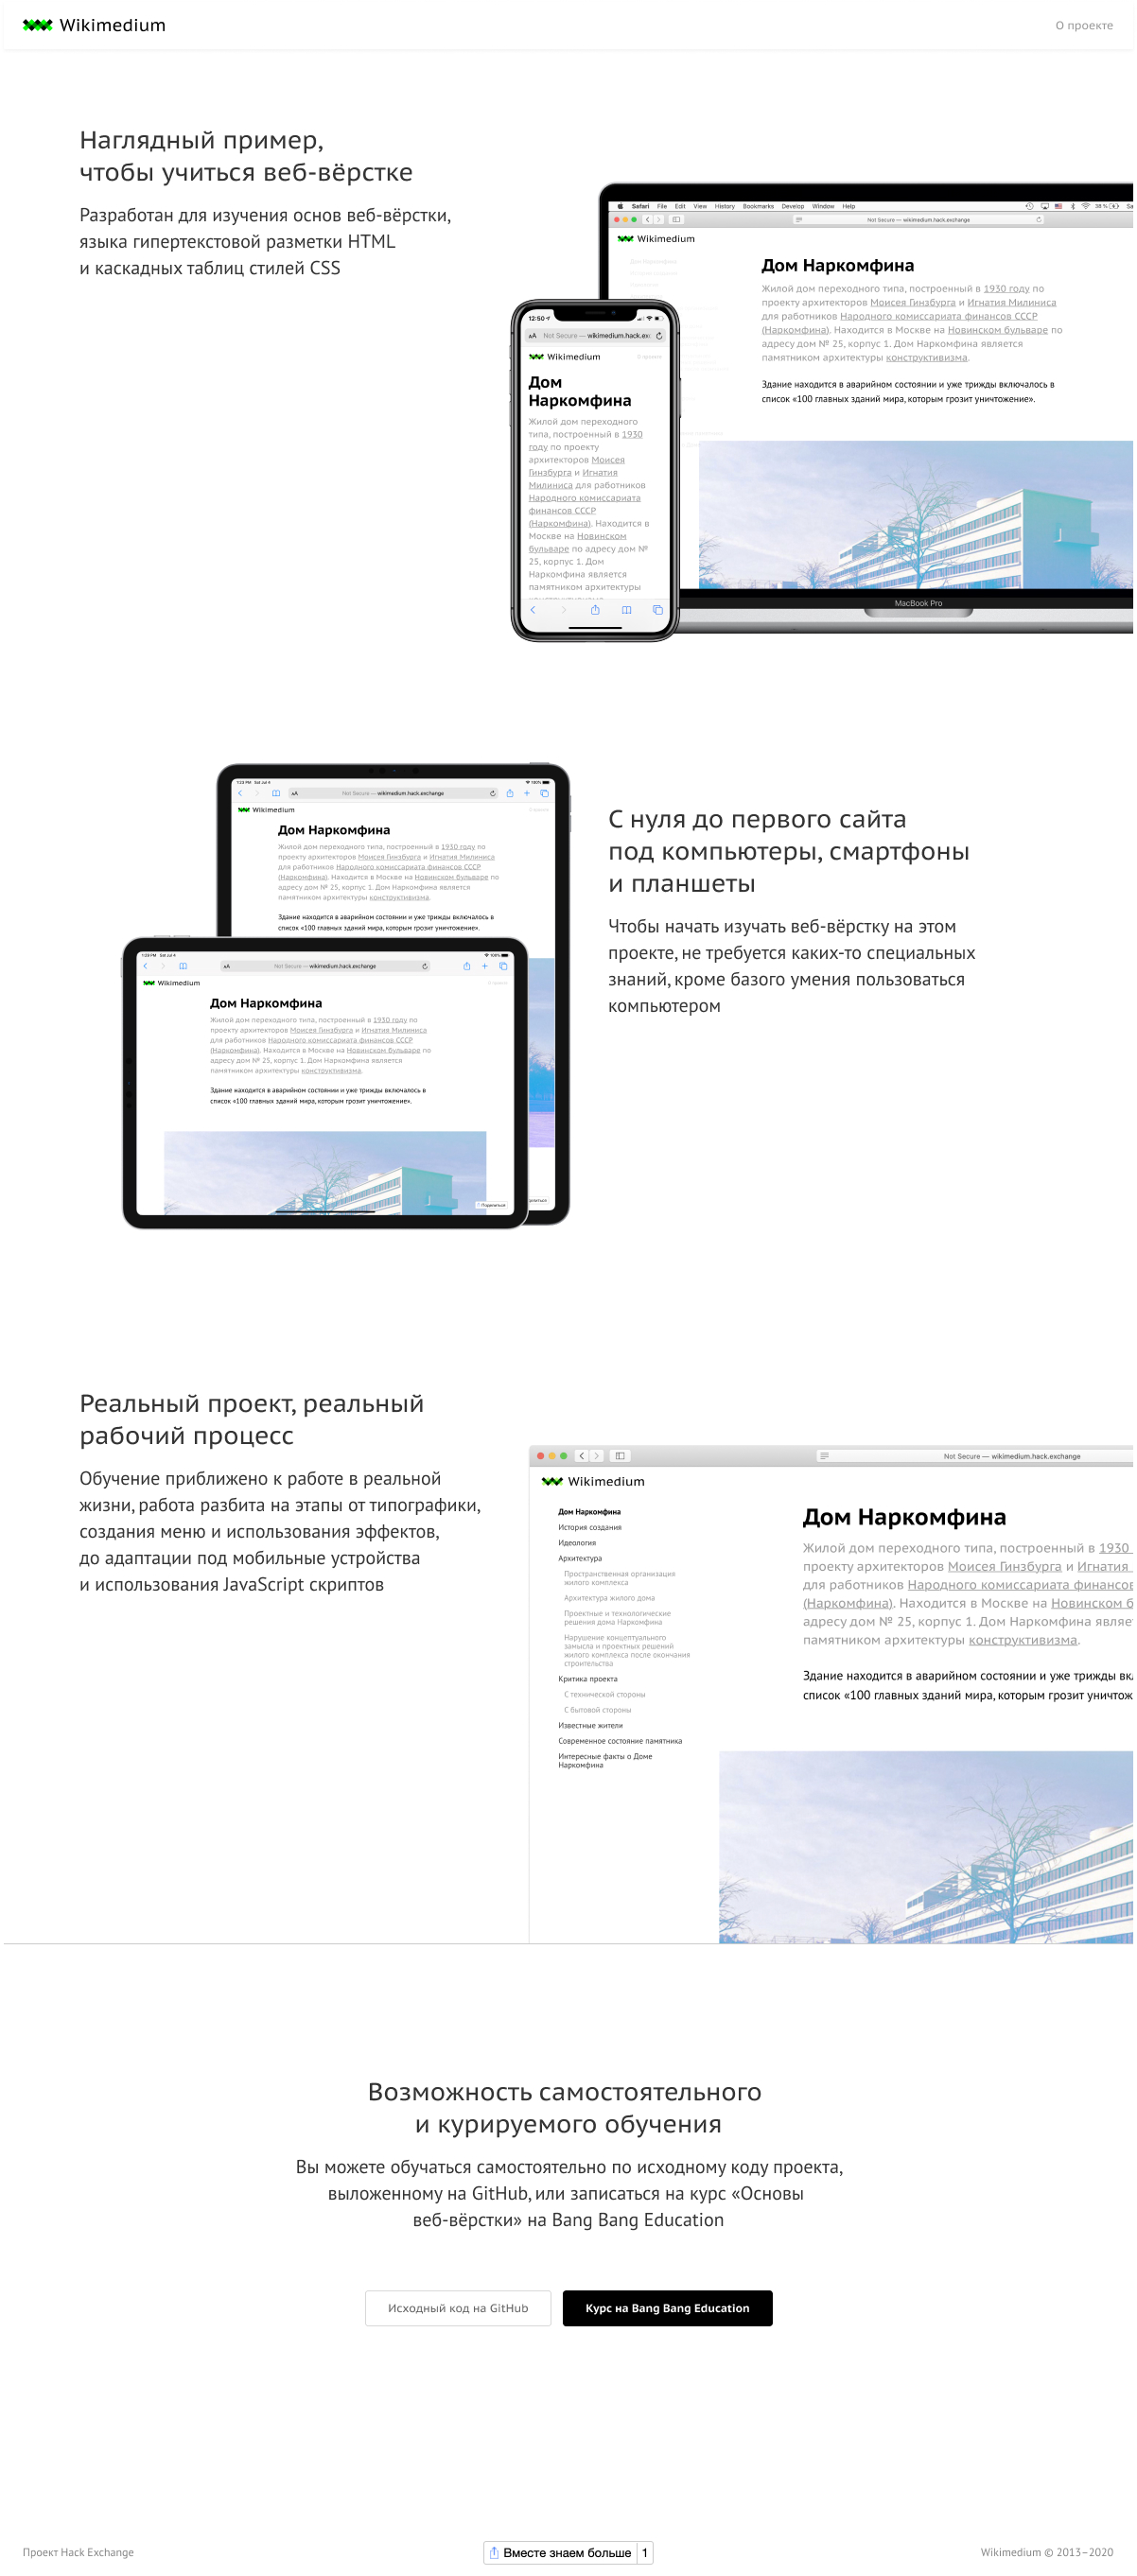 Wikimedium
О проекте
Наглядный пример,
чтобы учиться веб-вёрстке
Разработан для изучения основ веб-вёрстки,
языка гипертекстовой разметки HTML
и каскадных таблиц стилей CSS
Safari File Edit View History Bookmarks Develop Window Help
38 %
Not Secure — wikimedium.hack.exchange
Wikimedium
Дом Наркомфина
Жилой дом переходного типа, построенный в 1930 году по
проекту архитекторов Моисея Гинзбурга и Игнатия Милиниса
для работников Народного комиссариата финансов СССР
(Наркомфина). Находится в Москве на Новинском бульваре по
адресу дом № 25, корпус 1. Дом Наркомфина является
памятником архитектуры конструктивизма.
Здание находится в аварийном состоянии и уже трижды включалось в
список «100 главных зданий мира, которым грозит уничтожение».
MacBook Pro
12:50
AA Not Secure — wikimedium.hack.exc
Wikimedium
О проекте
Дом
Наркомфина
Жилой дом переходного
типа, построенный в 1930
году по проекту
архитекторов Моисея
Гинзбурга и Игнатия
Милиниса для работников
Народного комиссариата
финансов СССР
(Наркомфина). Находится в
Москве на Новинском
бульваре по адресу дом №
25, корпус 1. Дом
Наркомфина является
памятником архитектуры
1:23 PM Sat Jul 4
100%
AA Not Secure — wikimedium.hack.exchange
Wikimedium
Дом Наркомфина
Жилой дом переходного типа, построенный в 1930 году по
проекту архитекторов Моисея Гинзбурга и Игнатия Милиниса
для работников Народного комиссариата финансов СССР
(Наркомфина). Находится в Москве на Новинском бульваре по
адресу дом № 25, корпус 1. Дом Наркомфина является
памятником архитектуры конструктивизма.
Здание находится в аварийном состоянии и уже трижды включалось в
список «100 главных зданий мира, которым грозит уничтожение».
1:23 PM Sat Jul 4
100%
AA Not Secure — wikimedium.hack.exchange
Wikimedium
Дом Наркомфина
Жилой дом переходного типа, построенный в 1930 году по
проекту архитекторов Моисея Гинзбурга и Игнатия Милиниса
для работников Народного комиссариата финансов СССР
(Наркомфина). Находится в Москве на Новинском бульваре по
адресу дом № 25, корпус 1. Дом Наркомфина является
памятником архитектуры конструктивизма.
Здание находится в аварийном состоянии и уже трижды включалось в
список «100 главных зданий мира, которым грозит уничтожение».
Поделиться
С нуля до первого сайта
под компьютеры, смартфоны
и планшеты
Чтобы начать изучать веб-вёрстку на этом
проекте, не требуется каких-то специальных
знаний, кроме базого умения пользоваться
компьютером
Реальный проект, реальный
рабочий процесс
Обучение приближено к работе в реальной
жизни, работа разбита на этапы от типографики,
создания меню и использования эффектов,
до адаптации под мобильные устройства
и использования JavaScript скриптов
Not Secure — wikimedium.hack.exchange
Wikimedium
Дом Наркомфина
История создания
Идеология
Архитектура
Пространственная организация
жилого комплекса
Архитектура жилого дома
Проектные и технологические
решения дома Наркомфина
Нарушение концептуального
замысла и проектных решений
жилого комплекса после окончания
строительства
Критика проекта
С технической стороны
С бытовой стороны
Известные жители
Современное состояние памятника
Интересные факты о Доме
Наркомфина
Дом Наркомфина
Жилой дом переходного типа, построенный в 1930
проекту архитекторов Моисея Гинзбурга и Игнатия
для работников Народного комиссариата финансов
(Наркомфина). Находится в Москве на Новинском б
адресу дом № 25, корпус 1. Дом Наркомфина являет
памятником архитектуры конструктивизма.
Здание находится в аварийном состоянии и уже трижды вкл
список «100 главных зданий мира, которым грозит уничтож
Возможность самостоятельного
и курируемого обучения
Вы можете обучаться самостоятельно по исходному коду проекта,
выложенному на GitHub, или записаться на курс «Основы
веб-вёрстки» на Bang Bang Education
Исходный код на GitHub
Курс на Bang Bang Education
Проект Hack Exchange
Вместе знаем больше 1
Wikimedium © 2013–2020